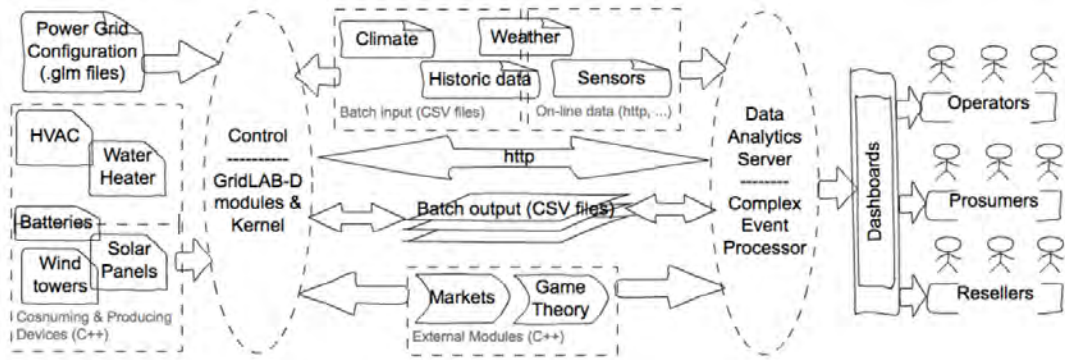 Power Grid
Configuration
(.glm files)
HVAC
Water
Heater
Batteries
Solar
Panels
Wind
towers
Cosnuming & Producing
Devices (C++)
Control
----------
GridLAB-D
modules &
Kernel
Climate
Weather
Historic data
Sensors
Batch input (CSV files)
On-line data (http, ...)
http
Batch output (CSV files)
Markets
Game
Theory
External Modules (C++)
Data
Analytics
Server
--------
Complex
Event
Processor
Dashboards
Operators
Prosumers
Resellers